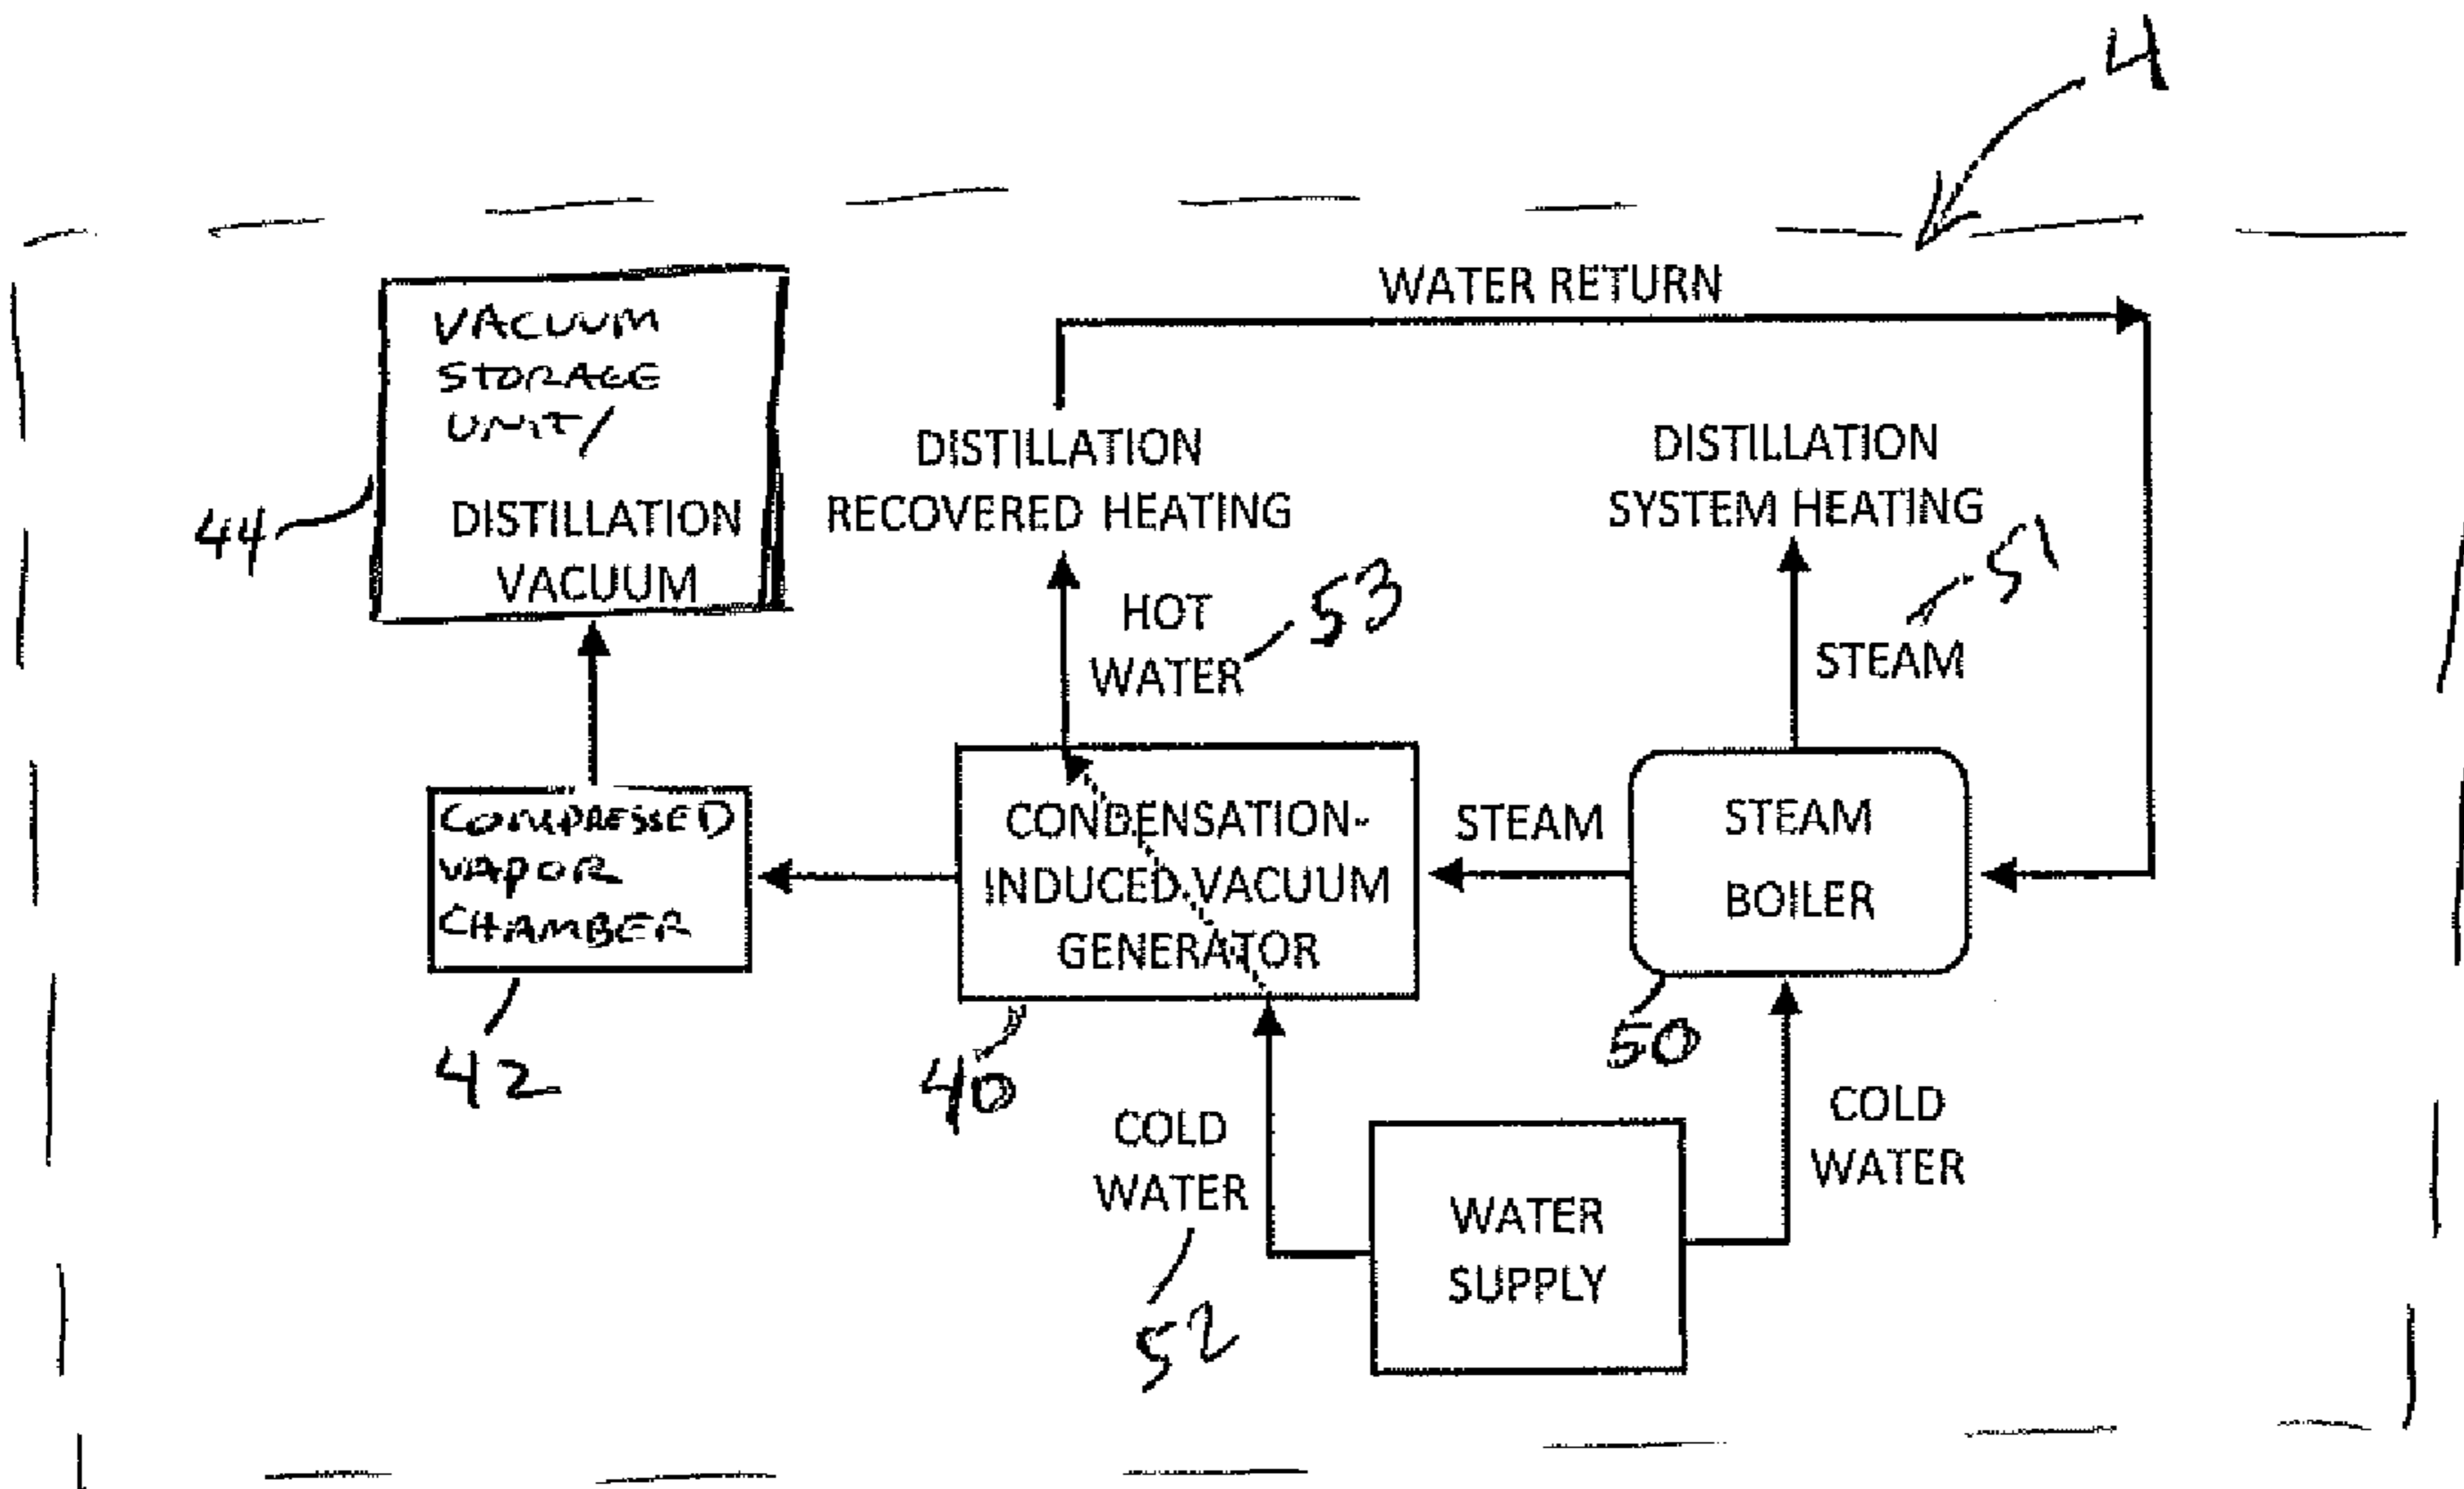 4
WATER RETURN
VACUUM
STORAGE
UNIT/
DISTILLATION
VACUUM
44
DISTILLATION
RECOVERED HEATING
DISTILLATION
SYSTEM HEATING
HOT
WATER
53
51
STEAM
COMPRESSED
VAPOR
CHAMBER
42
CONDENSATION-
INDUCED VACUUM
GENERATOR
40
STEAM
STEAM
BOILER
50
COLD
WATER
52
WATER
SUPPLY
COLD
WATER